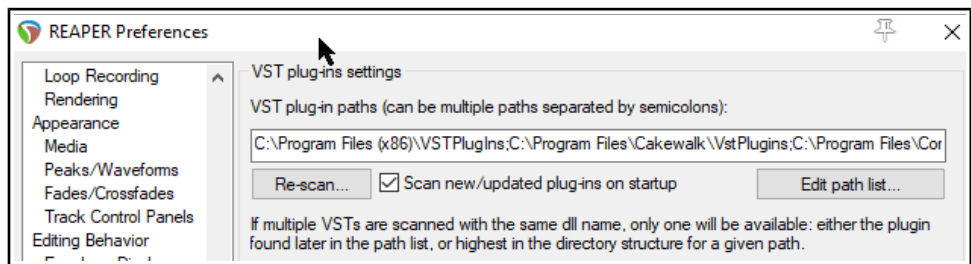 REAPER Preferences
Loop Recording
Rendering
Appearance
Media
Peaks/Waveforms
Fades/Crossfades
Track Control Panels
Editing Behavior
VST plug-ins settings
VST plug-in paths (can be multiple paths separated by semicolons):
C:\Program Files (x86)\VSTPlugIns;C:\Program Files\Cakewalk\VstPlugins;C:\Program Files\Cor
Re-scan... Scan new/updated plug-ins on startup Edit path list...
If multiple VSTs are scanned with the same dll name, only one will be available: either the plugin
found later in the path list, or highest in the directory structure for a given path.